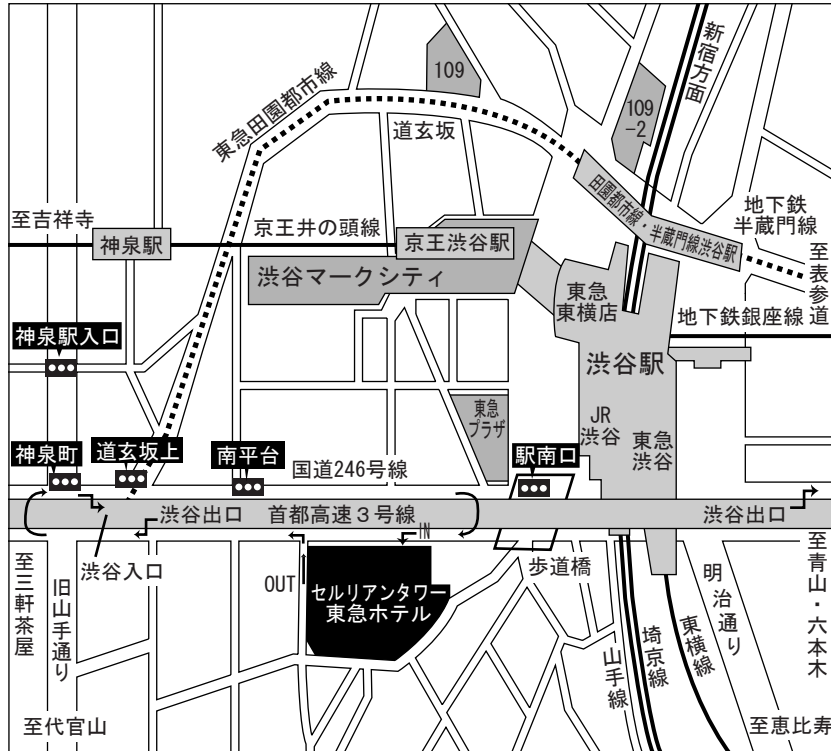 新宿方面
109
109
-2
東急田園都市線
道玄坂
田園都市線・半蔵門線渋谷駅
地下鉄
半蔵門線
至表参道
至吉祥寺
神泉駅
京王井の頭線
京王渋谷駅
渋谷マークシティ
東急
東横店
地下鉄銀座線
神泉駅入口
渋谷駅
JR
渋谷
東急
渋谷
東急
プラザ
神泉町
道玄坂上
南平台
国道246号線
駅南口
渋谷出口
首都高速3号線
渋谷出口
IN
OUT
渋谷入口
セルリアンタワー
東急ホテル
歩道橋
至三軒茶屋
旧山手通り
山手線
埼京線
東横線
明治通り
至青山・六本木
至代官山
至恵比寿